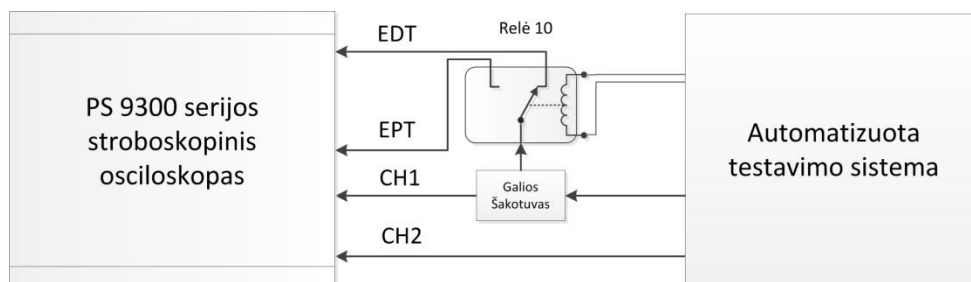 PS 9300 serijos
stroboskopinis
osciloskopas
EDT
EPT
CH1
CH2
Relė 10
Galios
Šakotuvas
Automatizuota
testavimo sistema